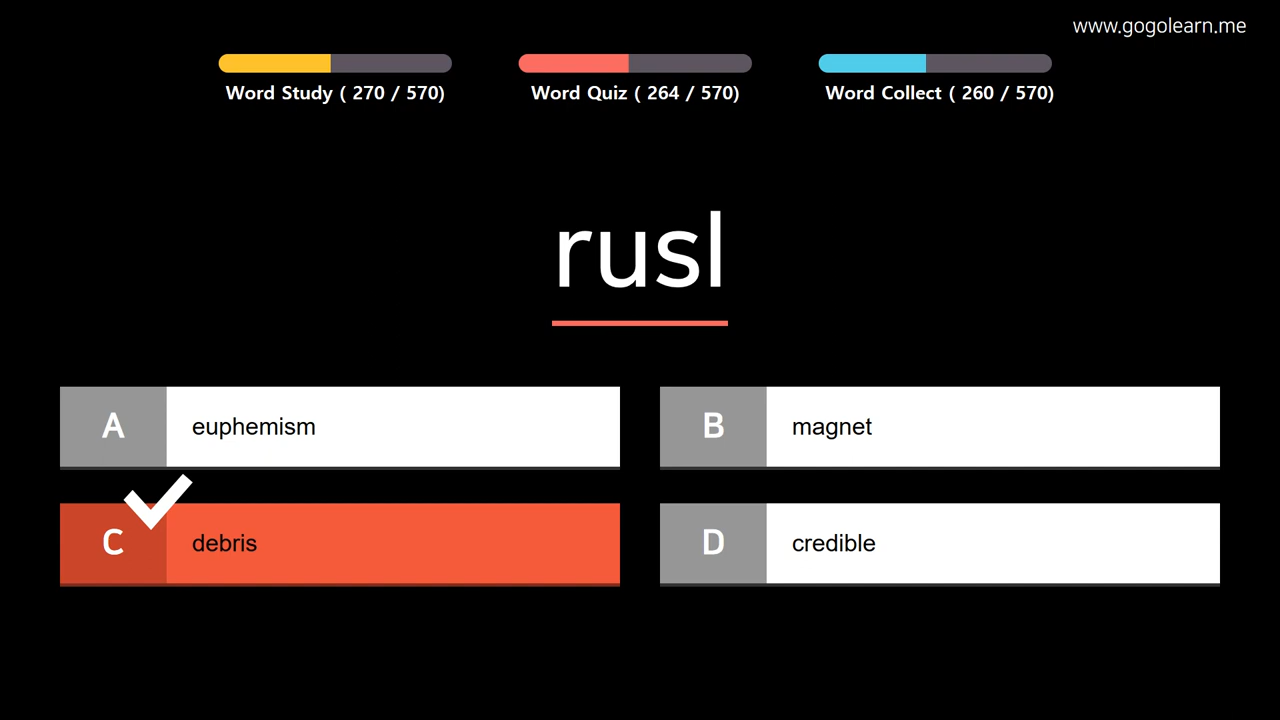 www.gogolearn.me
Word Study ( 270 / 570)
Word Quiz ( 264 / 570)
Word Collect ( 260 / 570)
rusl
A euphemism
B magnet
C debris
D credible